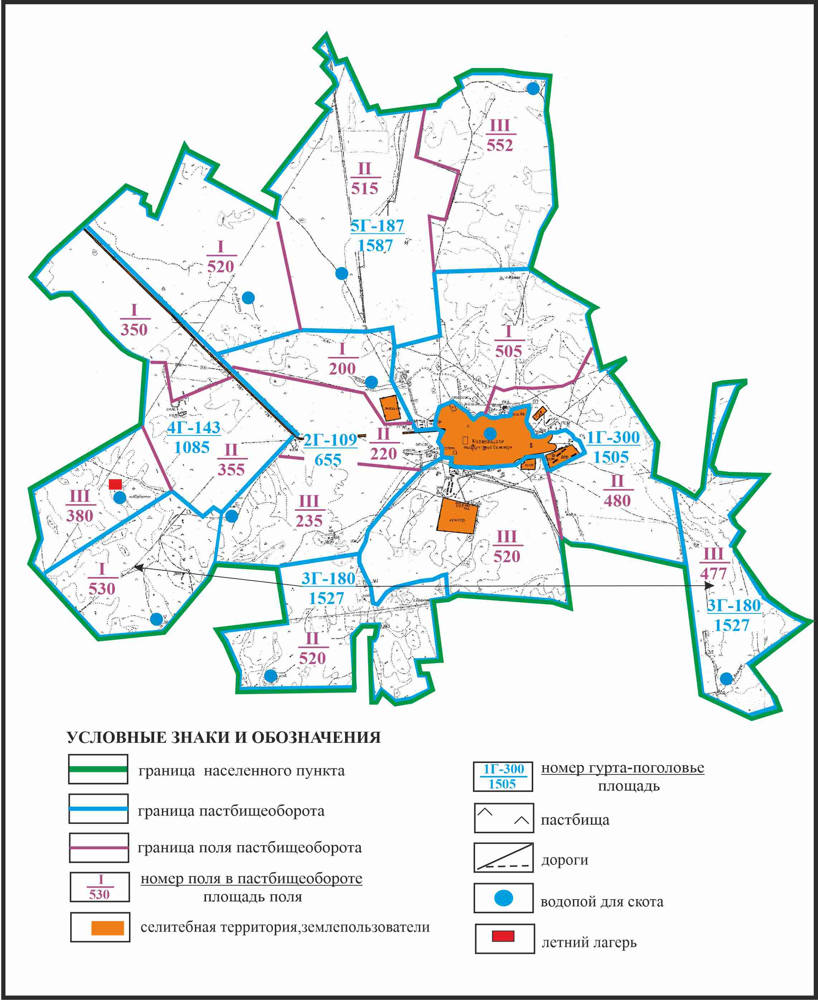 III
552
II
515
5Г-187
1587
I
520
I
350
I
505
I
200
4Г-143
1085
II
355
2Г-109
655
II
220
1Г-300
1505
III
380
III
235
II
480
III
520
III
477
I
530
3Г-180
1527
3Г-180
1527
II
520
маш.дв.
сенохр.
УСЛОВНЫЕ ЗНАКИ И ОБОЗНАЧЕНИЯ
граница населенного пункта
граница пастбищеоборота
граница поля пастбищеоборота
I
530
номер поля в пастбищеобороте
площадь поля
селитебная территория,землепользователи
1Г-300
1505
номер гурта-поголовье
площадь
пастбища
дороги
водопой для скота
летний лагерь